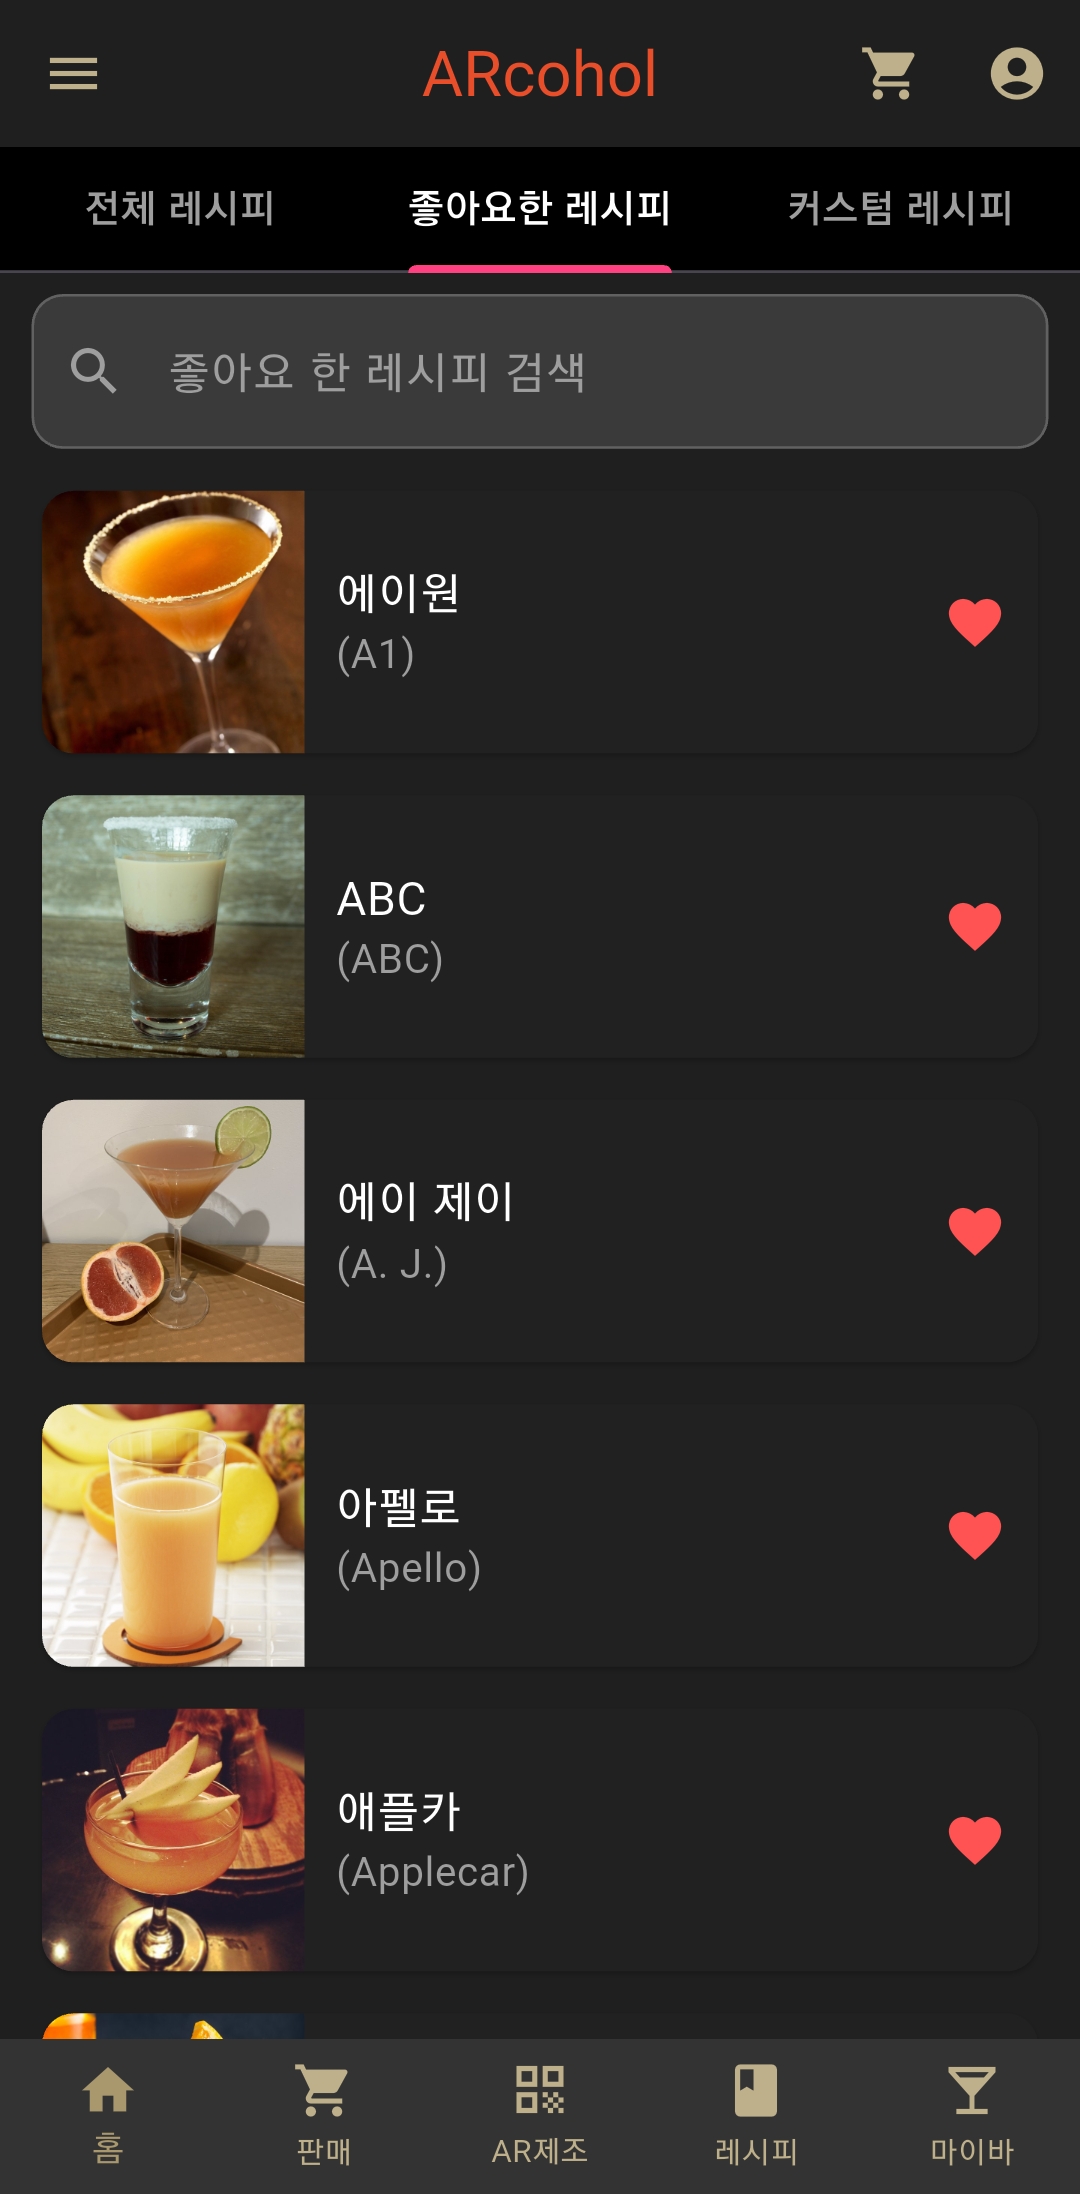 ARcohol
전체 레시피
좋아요한 레시피
커스텀 레시피
좋아요 한 레시피 검색
에이원
(A1)
ABC
(ABC)
에이 제이
(A. J.)
아펠로
(Apello)
애플카
(Applecar)
홈
판매
AR제조
레시피
마이바